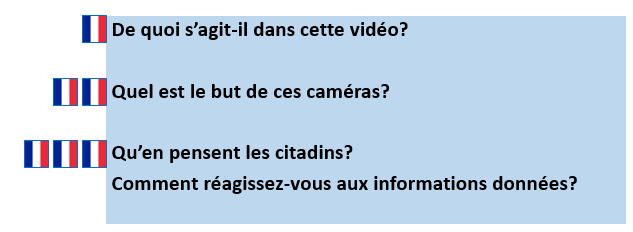 De quoi s’agit-il dans cette vidéo?
Quel est le but de ces caméras?
Qu’en pensent les citadins?
Comment réagissez-vous aux informations données?